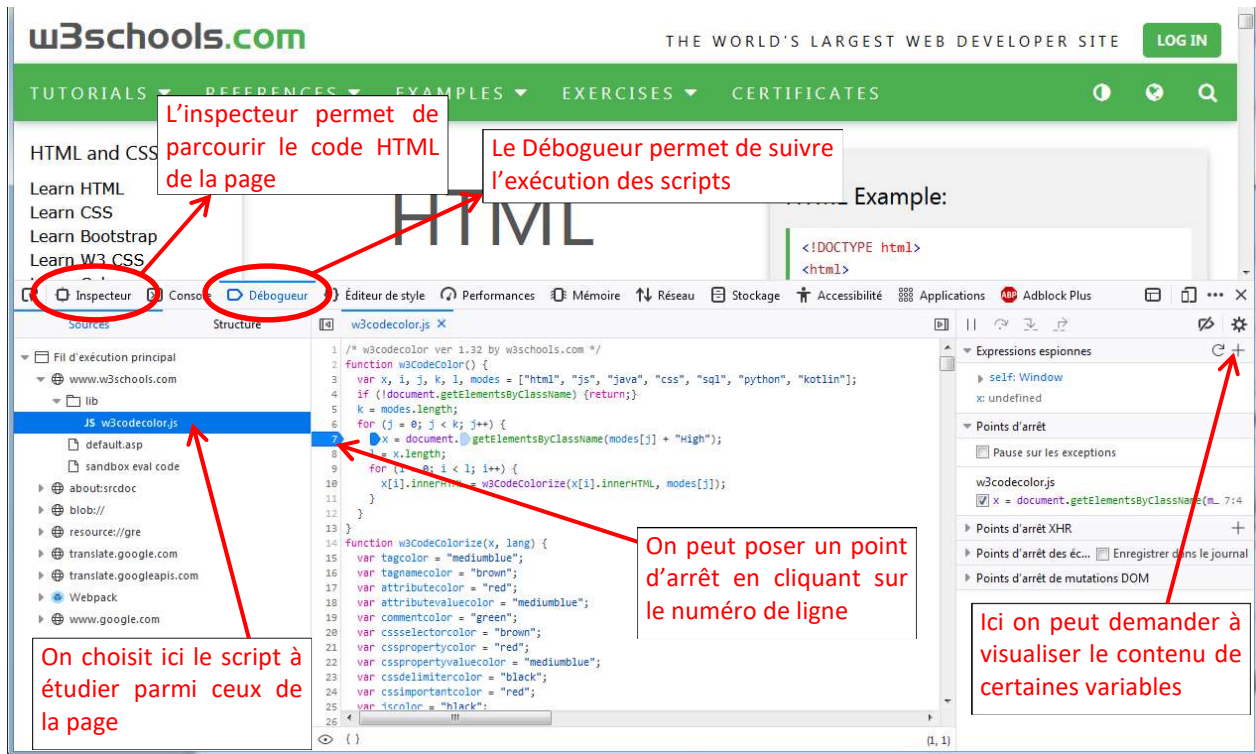 w3schools.com
THE WORLD'S LARGEST WEB DEVELOPER SITE
LOG IN
TUTORIALS REFERENCES EXAMPLES EXERCISES CERTIFICATES
L'inspecteur permet de
parcourir le code HTML
de la page
Le Débogueur permet de suivre
l'exécution des scripts
HTML and CSS
Learn HTML
Learn CSS
Learn Bootstrap
Learn W3.CSS
HTML
Example:
<!DOCTYPE html>
<html>
Inspecteur Console Débogueur Éditeur de style Performances Mémoire Réseau Stockage Accessibilité Applications ABP Adblock Plus
Sources Structure
w3codecolor.js
Fil d'exécution principal
www.w3schools.com
lib
JS w3codecolor.js
default.asp
sandbox eval code
about:srcdoc
blob://
resource://gre
translate.google.com
translate.googleapis.com
Webpack
www.google.com
On choisit ici le script à
étudier parmi ceux de
la page
1 /* w3codecolor ver 1.32 by w3schools.com */
2 function w3CodeColor() {
3 var x, i, j, k, l, modes = ["html", "js", "java", "css", "sql", "python", "kotlin"];
4 if (!document.getElementsByClassName) {return;}
5 k = modes.length;
6 for (j = 0; j < k; j++) {
7 x = document.getElementsByClassName(modes[j] + "High");
8 = x.length;
9 for (i = 0; i < l; i++) {
10 x[i].innerHTML = w3CodeColorize(x[i].innerHTML, modes[j]);
11 }
12 }
13 }
14 function w3CodeColorize(x, lang) {
15 var tagcolor = "mediumblue";
16 var tagnamecolor = "brown";
17 var attributecolor = "red";
18 var attributevaluecolor = "mediumblue";
19 var commentcolor = "green";
20 var cssselectorcolor = "brown";
21 var csspropertycolor = "red";
22 var csspropertyvaluecolor = "mediumblue";
23 var cssdelimitercolor = "black";
24 var cssimportantcolor = "red";
25 var jscolor = "black";
26
{ } (1, 1)
On peut poser un point
d'arrêt en cliquant sur
le numéro de ligne
Expressions espionnes
self: Window
x: undefined
Points d'arrêt
Pause sur les exceptions
w3codecolor.js
x = document.getElementsByClassName(m… 7:4
Points d'arrêt XHR
Points d'arrêt des éc... Enregistrer dans le journal
Points d'arrêt de mutations DOM
Ici on peut demander à
visualiser le contenu de
certaines variables